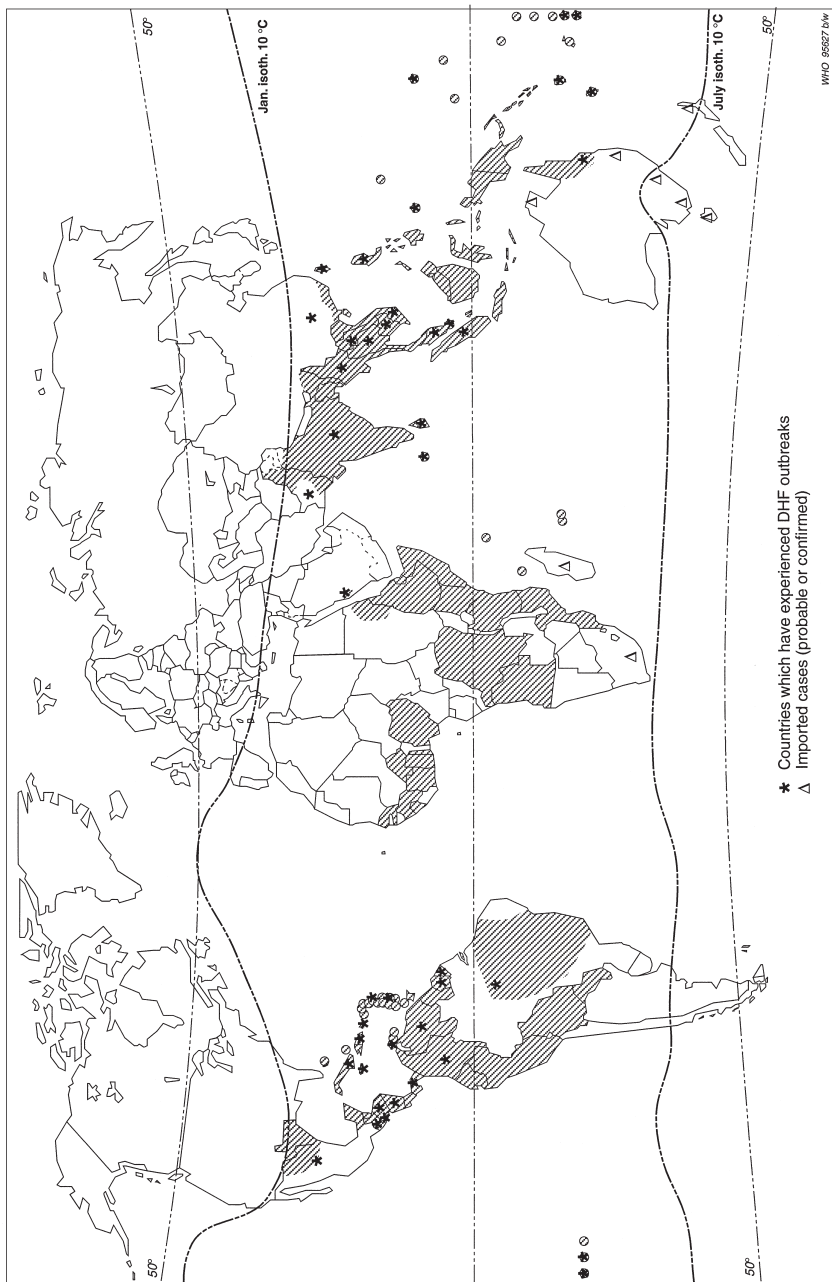 50°
50°
Jan. isoth. 10 °C
July isoth. 10 °C
50°
50°
* Countries which have experienced DHF outbreaks
△ Imported cases (probable or confirmed)
WHO 95627 b/w